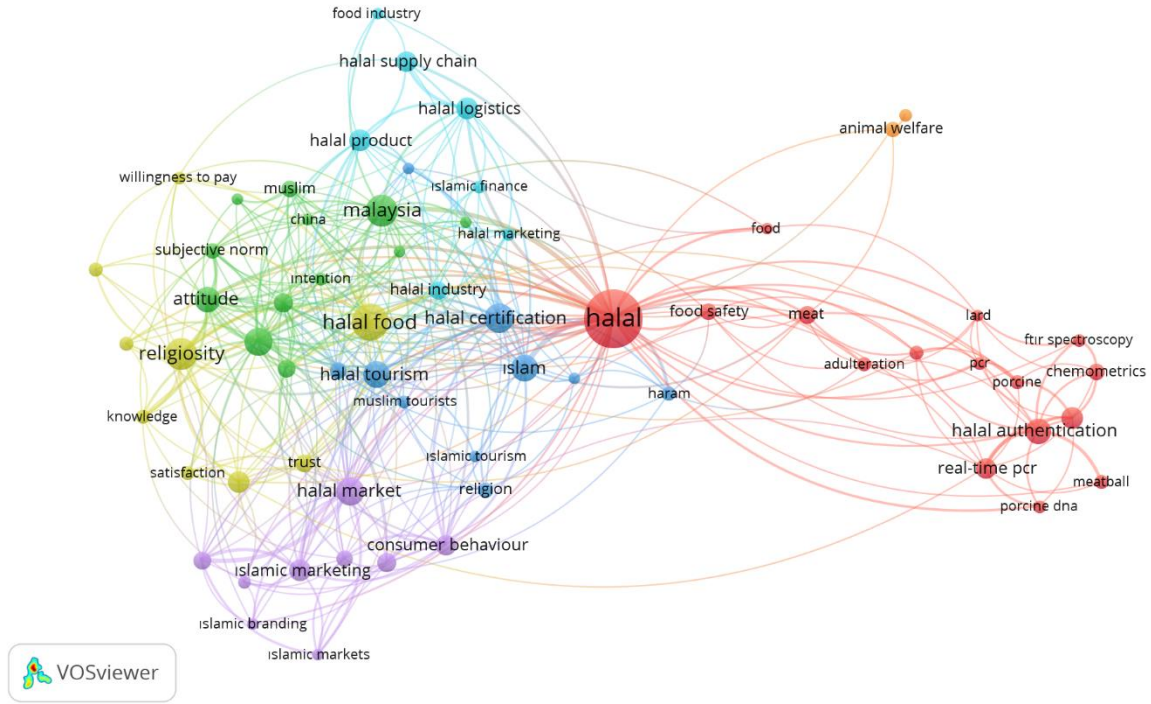 food industry
halal supply chain
halal logistics
animal welfare
halal product
willingness to pay
muslim
ıslamic finance
malaysia
china
food
halal marketing
subjective norm
ıntention
halal industry
attitude
halal food
halal certification
halal
food safety
meat
lard
ftır spectroscopy
religiosity
adulteration
pcr
chemometrics
halal tourism
ıslam
porcine
haram
muslim tourists
knowledge
halal authentication
ıslamic tourism
trust
satisfaction
real-time pcr
halal market
religion
meatball
porcine dna
consumer behaviour
ıslamic marketing
ıslamic branding
ıslamic markets
VOSviewer